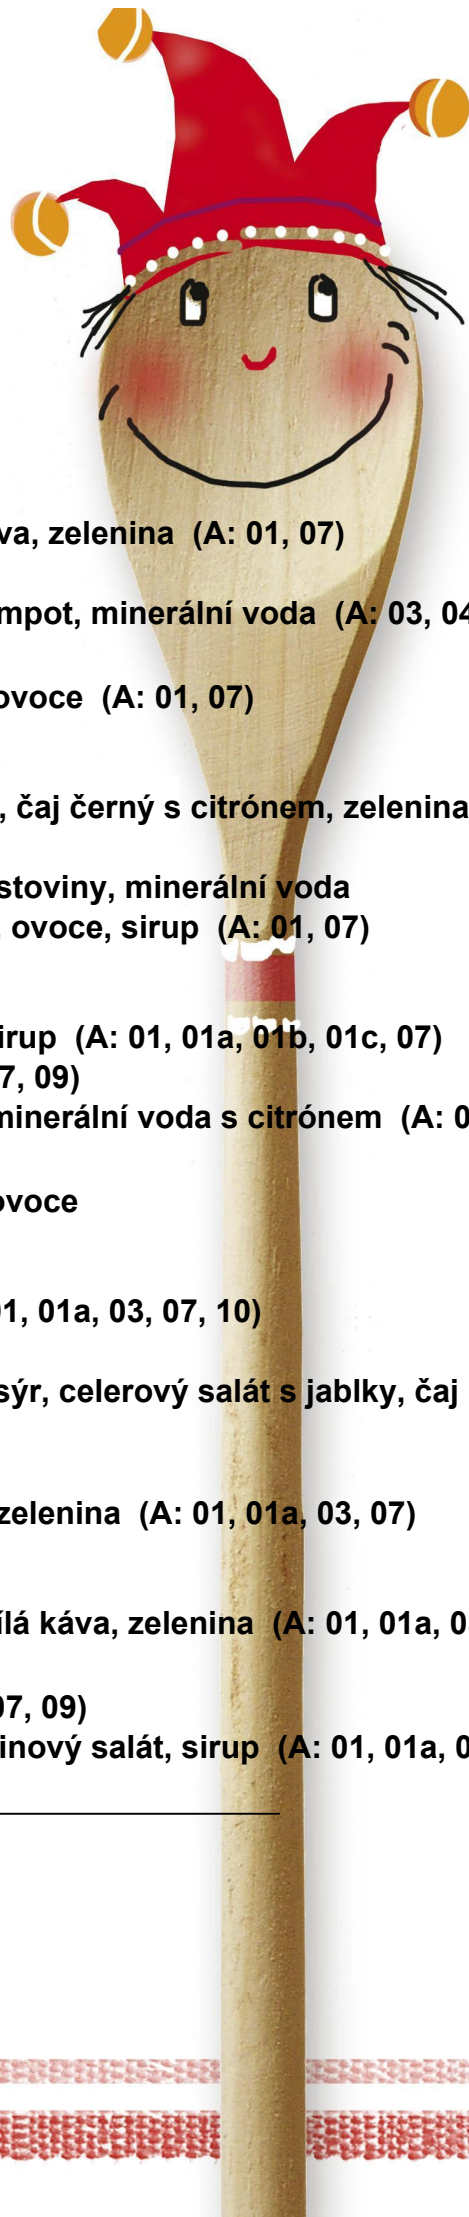 va, zelenina (A: 01, 07)
mpot, minerální voda (A: 03, 04
ovoce (A: 01, 07)
, čaj černý s citrónem, zelenina
stoviny, minerální voda
, ovoce, sirup (A: 01, 07)
irup (A: 01, 01a, 01b, 01c, 07)
7, 09)
minerální voda s citrónem (A: 0
ovoce
01, 01a, 03, 07, 10)
sýr, celerový salát s jablky, čaj
zelenina (A: 01, 01a, 03, 07)
ílá káva, zelenina (A: 01, 01a, 0
07, 09)
inový salát, sirup (A: 01, 01a, 0